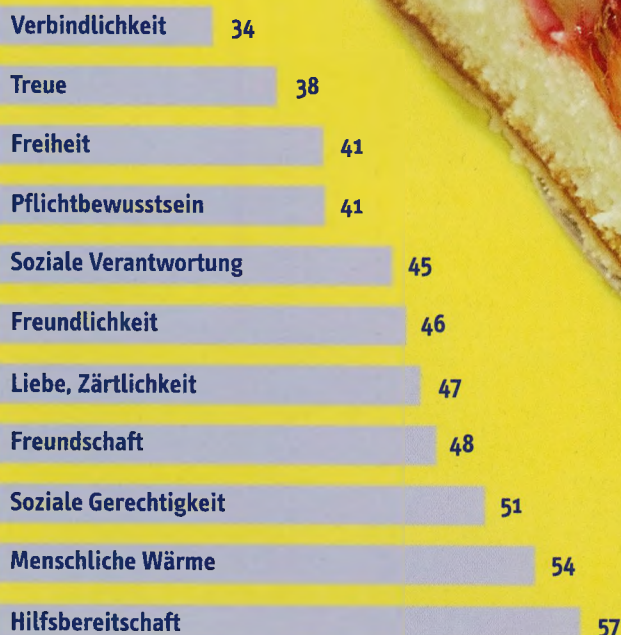 Verbindlichkeit 34
Treue 38
Freiheit 41
Pflichtbewusstsein 41
Soziale Verantwortung 45
Freundlichkeit 46
Liebe, Zärtlichkeit 47
Freundschaft 48
Soziale Gerechtigkeit 51
Menschliche Wärme 54
Hilfsbereitschaft 57